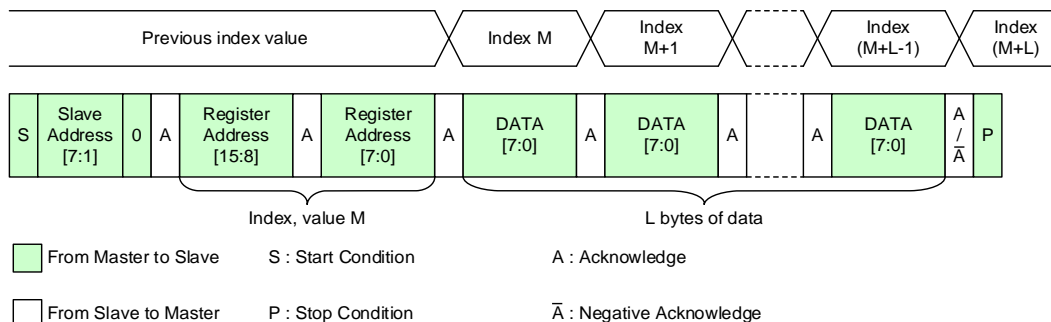 Previous index value
Index M
Index
M+1
Index
(M+L-1)
Index
(M+L)
S
Slave
Address
[7:1]
0
A
Register
Address
[15:8]
A
Register
Address
[7:0]
A
DATA
[7:0]
A
DATA
[7:0]
A
A
DATA
[7:0]
A
/
A̅
P
Index, value M
L bytes of data
From Master to Slave
S : Start Condition
A : Acknowledge
From Slave to Master
P : Stop Condition
A̅ : Negative Acknowledge